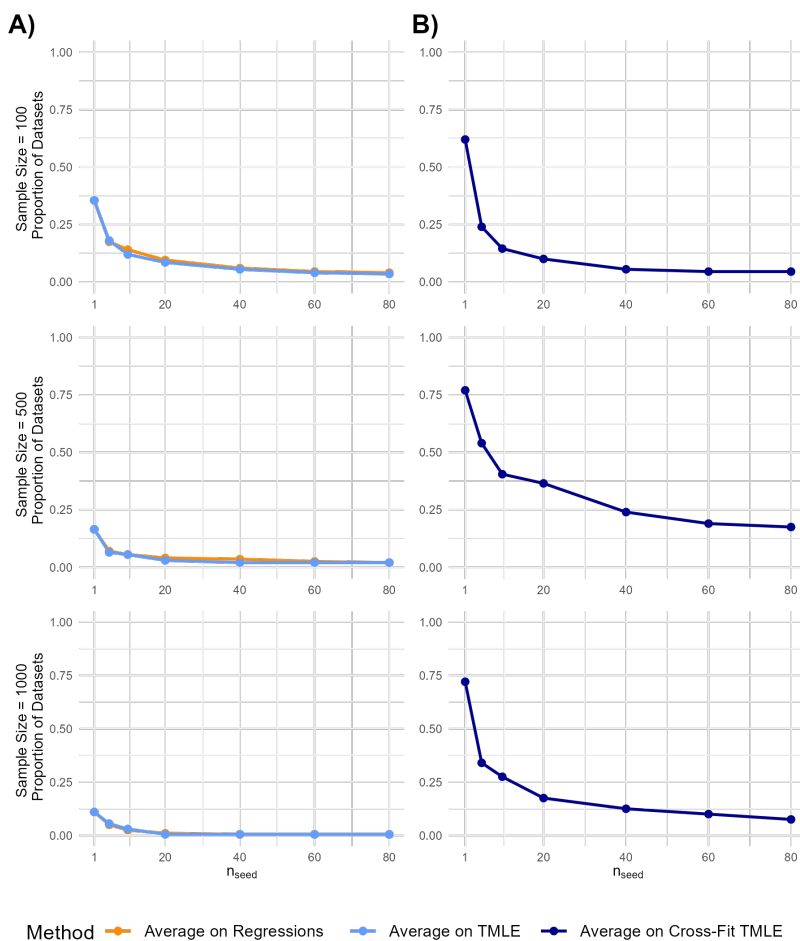 A)
B)
Sample Size = 100
Proportion of Datasets
1.00
0.75
0.50
0.25
0.00
1 20 40 60 80
1.00
0.75
0.50
0.25
0.00
1 20 40 60 80
Sample Size = 500
Proportion of Datasets
1.00
0.75
0.50
0.25
0.00
1 20 40 60 80
1.00
0.75
0.50
0.25
0.00
1 20 40 60 80
Sample Size = 1000
Proportion of Datasets
1.00
0.75
0.50
0.25
0.00
1 20 40 60 80
nseed
1.00
0.75
0.50
0.25
0.00
1 20 40 60 80
nseed
Method Average on Regressions Average on TMLE Average on Cross-Fit TMLE